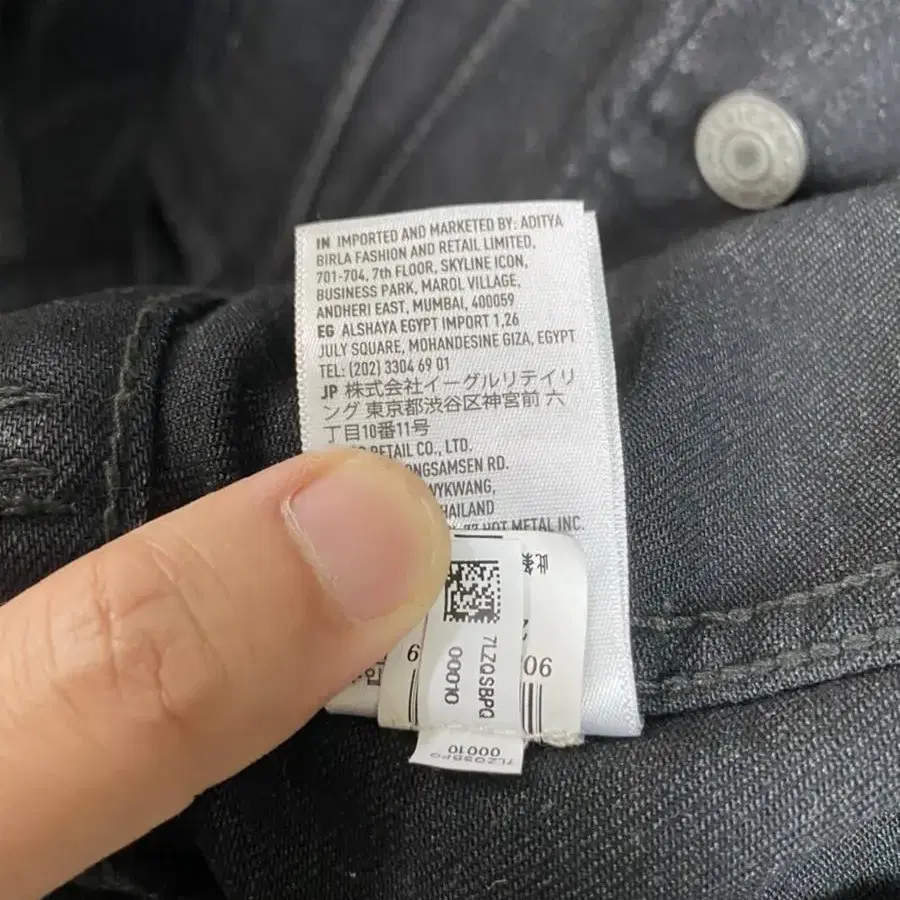 IN IMPORTED AND MARKETED BY: ADITYA
BIRLA FASHION AND RETAIL LIMITED,
701-704, 7th FLOOR, SKYLINE ICON,
BUSINESS PARK, MAROL VILLAGE,
ANDHERI EAST, MUMBAI, 400059
EG ALSHAYA EGYPT IMPORT 1,26
JULY SQUARE, MOHANDESINE GIZA, EGYPT
TEL: (202) 3304 69 01
JP 株式会社イーグルリテイリ
ング 東京都渋谷区神宮前 六
丁目10番11号
RETAIL CO., LTD.
ONGSAMSEN RD.
WYKWANG,
HAILAND
HOT METAL INC.
此条
7LZQSBPQ
00010
90
7LZQSBPQ
00010